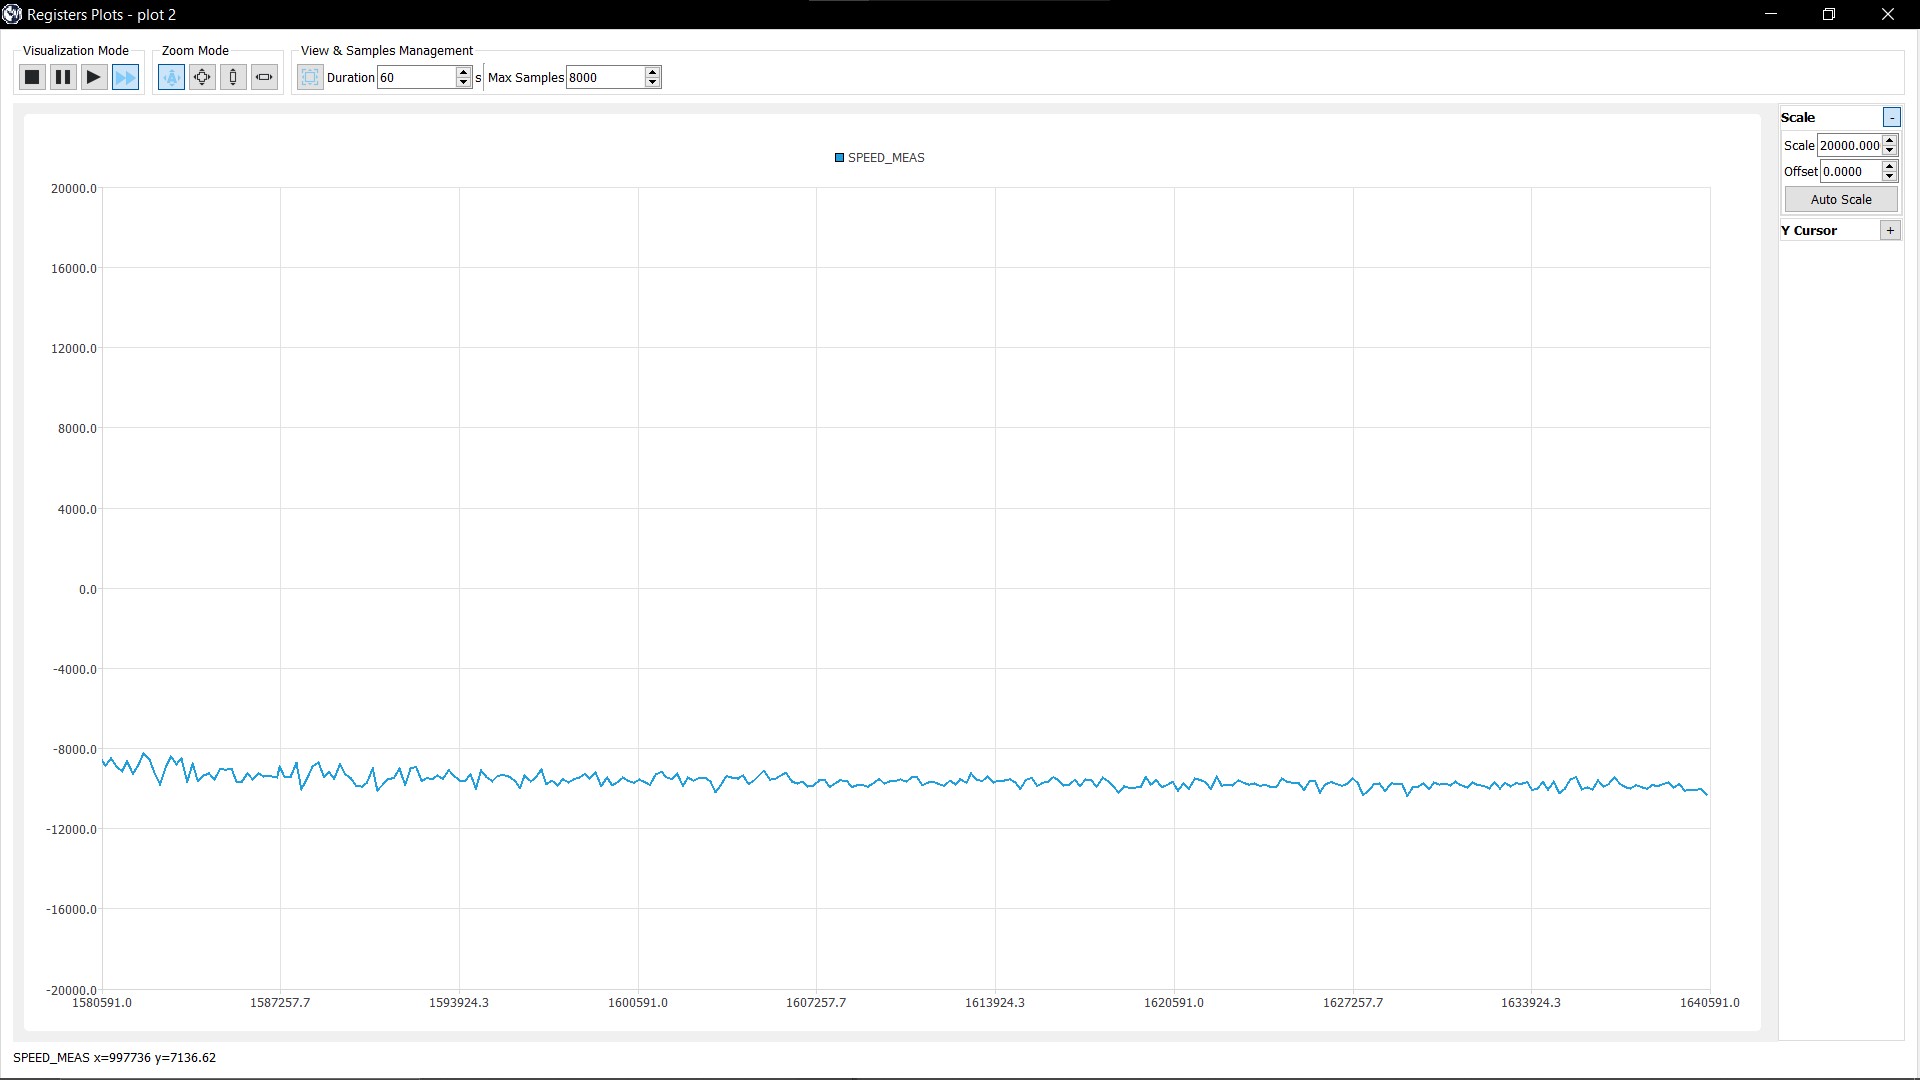 Registers Plots - plot 2
Visualization Mode Zoom Mode View & Samples Management
A Duration 60 s Max Samples 8000
Scale -
Scale 20000.000
Offset 0.0000
Auto Scale
Y Cursor +
SPEED_MEAS
20000.0
16000.0
12000.0
8000.0
4000.0
0.0
-4000.0
-8000.0
-12000.0
-16000.0
-20000.0
1580591.0 1587257.7 1593924.3 1600591.0 1607257.7 1613924.3 1620591.0 1627257.7 1633924.3 1640591.0
SPEED_MEAS x=997736 y=7136.62